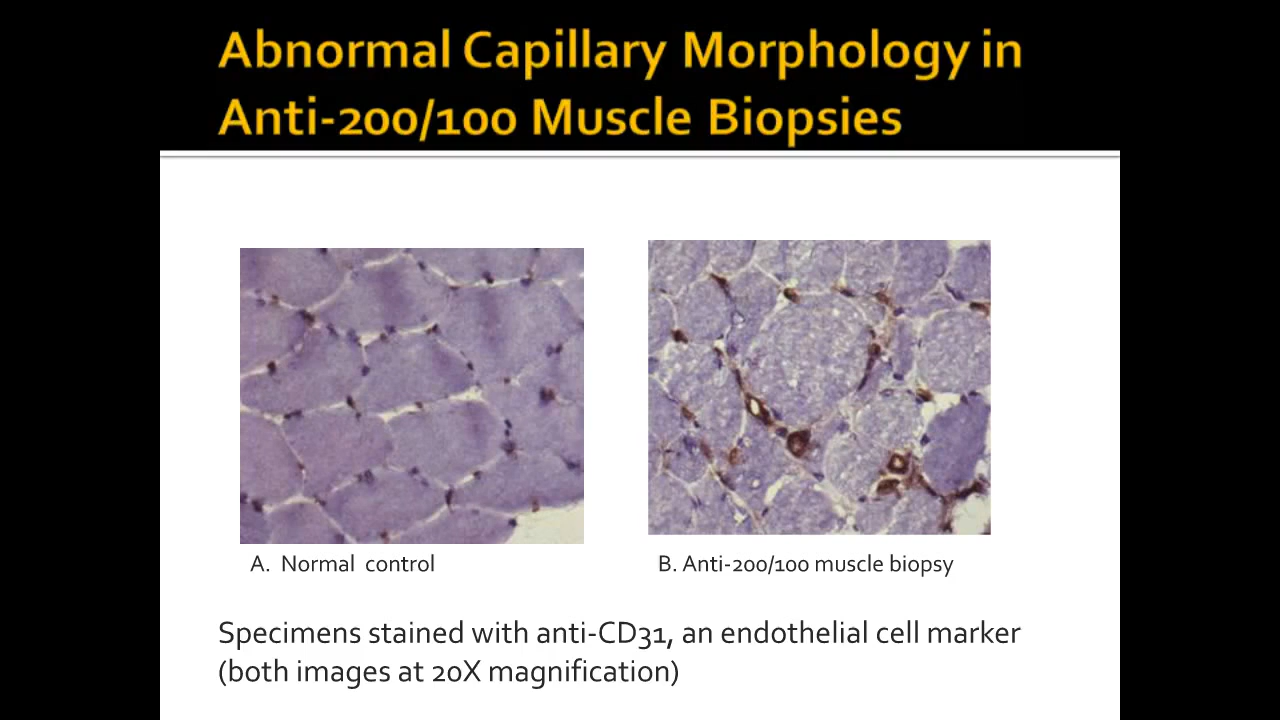 Abnormal Capillary Morphology in
Anti-200/100 Muscle Biopsies
A. Normal control
B. Anti-200/100 muscle biopsy
Specimens stained with anti-CD31, an endothelial cell marker
(both images at 20X magnification)